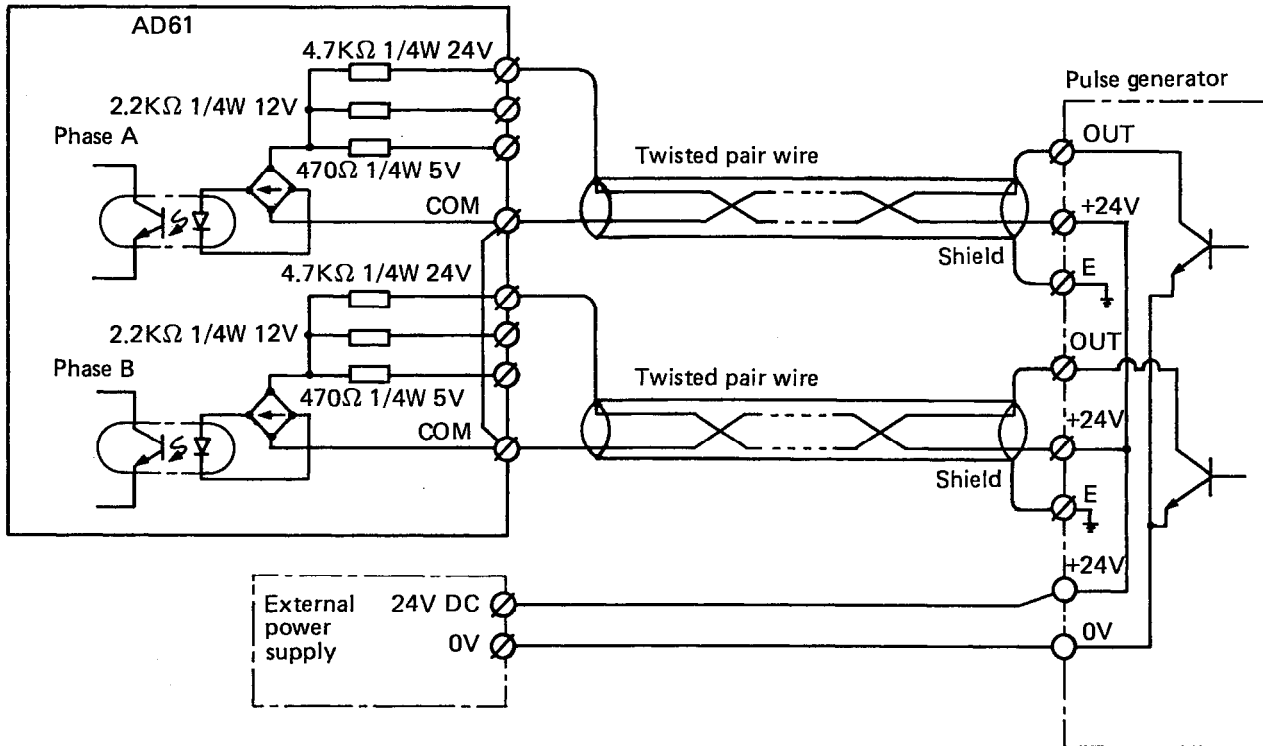 AD61
4.7KΩ 1/4W 24V
Pulse generator
2.2KΩ 1/4W 12V
Phase A
OUT
Twisted pair wire
470Ω 1/4W 5V
COM
+24V
Shield
E
4.7KΩ 1/4W 24V
2.2KΩ 1/4W 12V
OUT
Phase B
Twisted pair wire
470Ω 1/4W 5V
COM
+24V
Shield
E
+24V
External power supply
24V DC
0V
0V